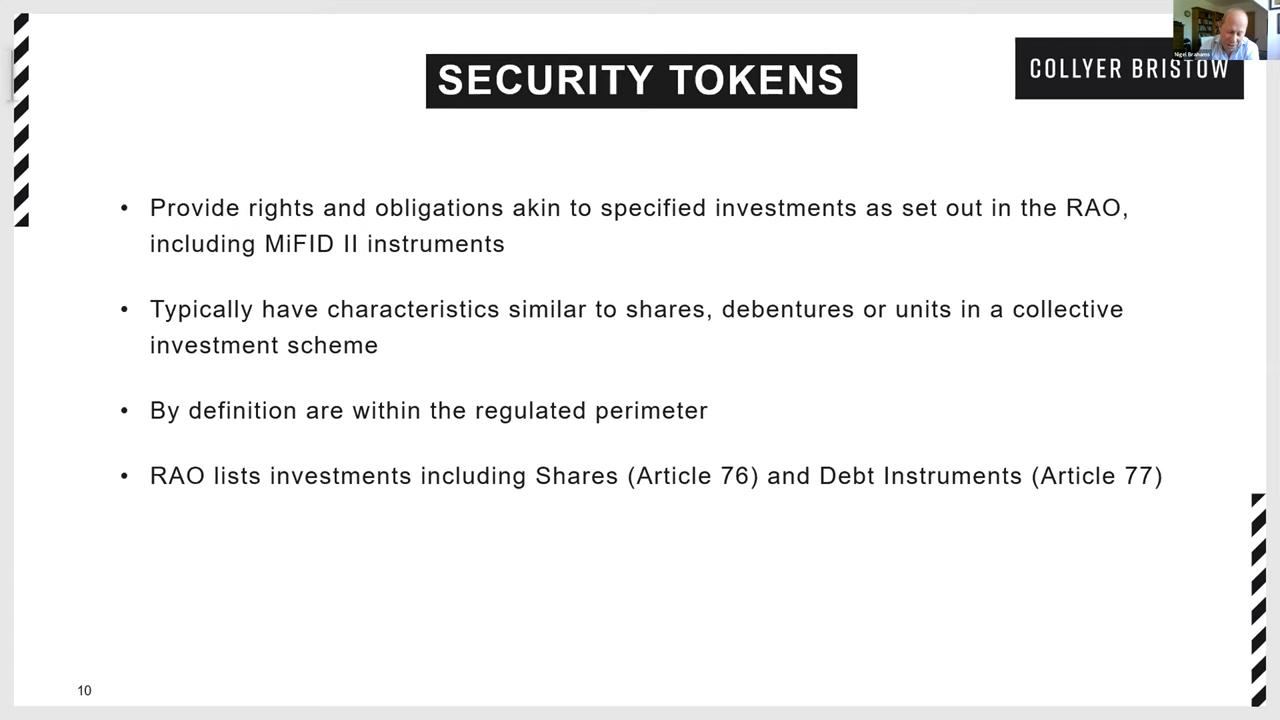 SECURITY TOKENS
COLLYER BRISTOW
Nigel Brahams
• Provide rights and obligations akin to specified investments as set out in the RAO,
including MiFID II instruments
• Typically have characteristics similar to shares, debentures or units in a collective
investment scheme
• By definition are within the regulated perimeter
• RAO lists investments including Shares (Article 76) and Debt Instruments (Article 77)
10